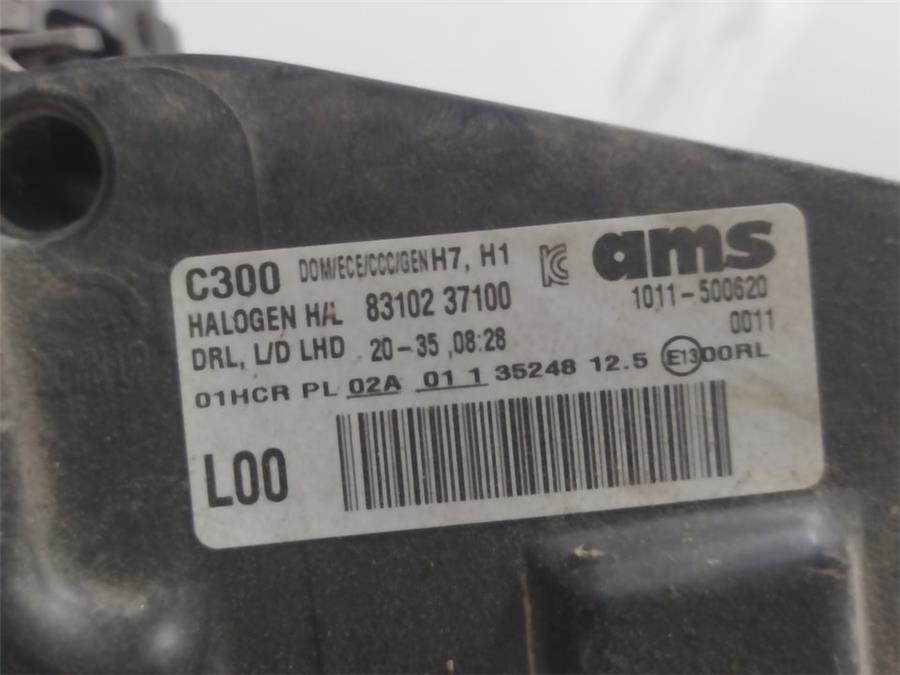 C300 DOM/ECE/CCC/GEN H7, H1 KC ams
HALOGEN H/L 83102 37100 1011-500620
DRL, L/D LHD 20-35 ,08:28 0011
01HCR PL 02A 01 1 35248 12.5 E13 00RL
L00